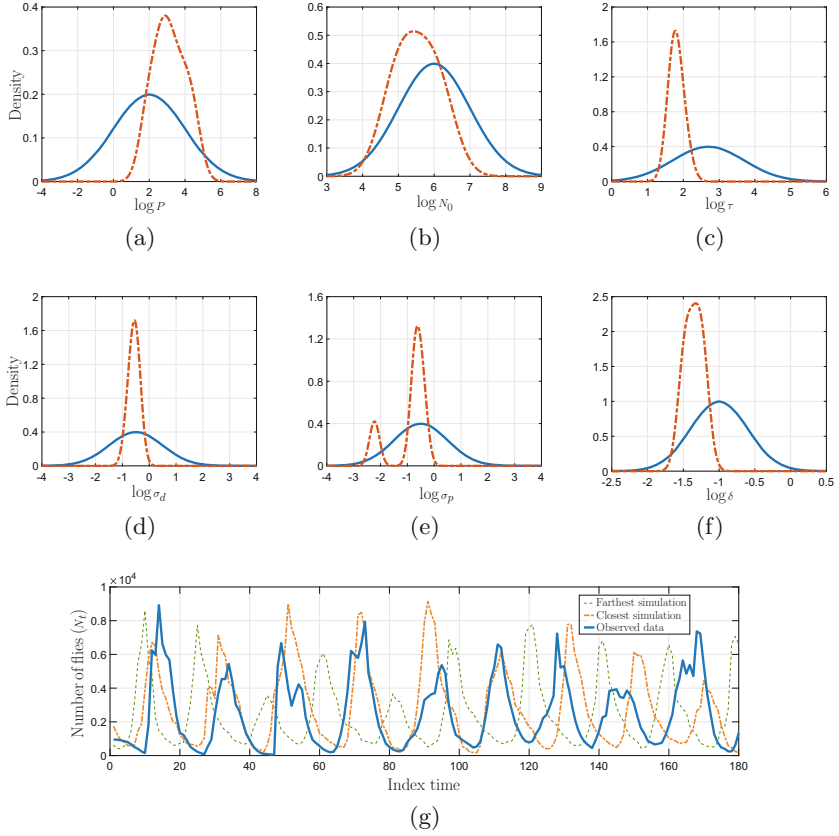 0.4 0.3 0.2 0.1 0
Density
-4 -2 0 2 4 6 8
log P
(a)
0.6 0.5 0.4 0.3 0.2 0.1 0
3 4 5 6 7 8 9
log N0
(b)
2 1.6 1.2 0.8 0.4 0
0 1 2 3 4 5 6
log τ
(c)
2 1.6 1.2 0.8 0.4 0
Density
-4 -3 -2 -1 0 1 2 3 4
log σd
(d)
1.6 1.2 0.8 0.4 0
-4 -3 -2 -1 0 1 2 3 4
log σp
(e)
2.5 2 1.5 1 0.5 0
-2.5 -2 -1.5 -1 -0.5 0 0.5
log δ
(f)
×10^4
1 0.8 0.6 0.4 0.2 0
Number of flies (Nt)
Farthest simulation
Closest simulation
Observed data
0 20 40 60 80 100 120 140 160 180
Index time
(g)